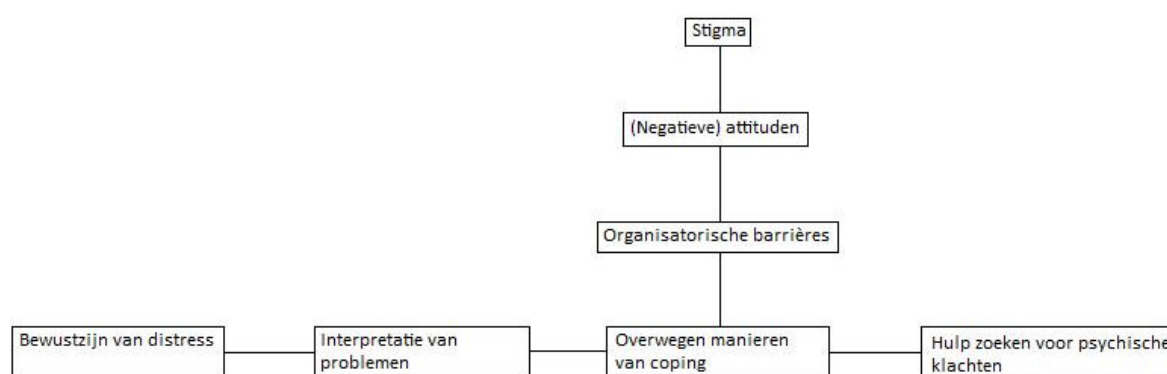 Stigma
(Negatieve) attituden
Organisatorische barrières
Bewustzijn van distress
Interpretatie van
problemen
Overwegen manieren
van coping
Hulp zoeken voor psychische
klachten